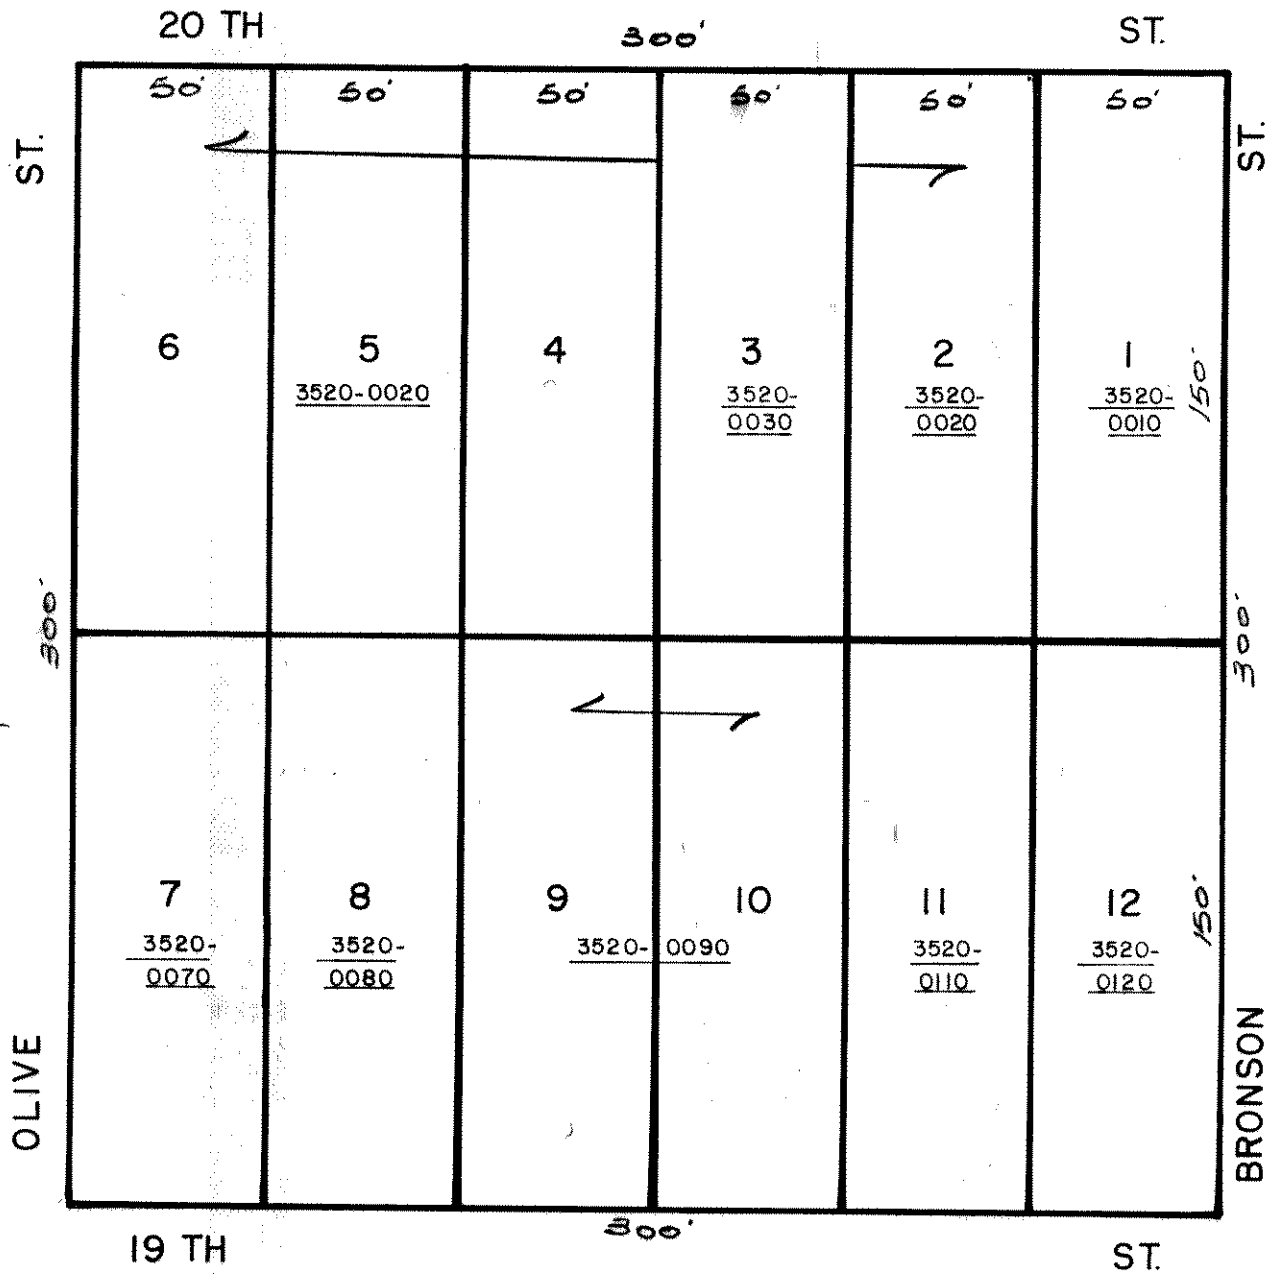 20 TH 300' ST.
50' 50' 50' 50' 50' 50'
ST. ST.
6 5 4 3 2 1
3520-0020 3520- 3520- 3520-
0030 0020 0010
150'
300' 300'
7 8 9 10 11 12
3520- 3520- 3520-0090 3520- 3520-
0070 0080 0110 0120
150'
OLIVE BRONSON
19 TH 300' ST.